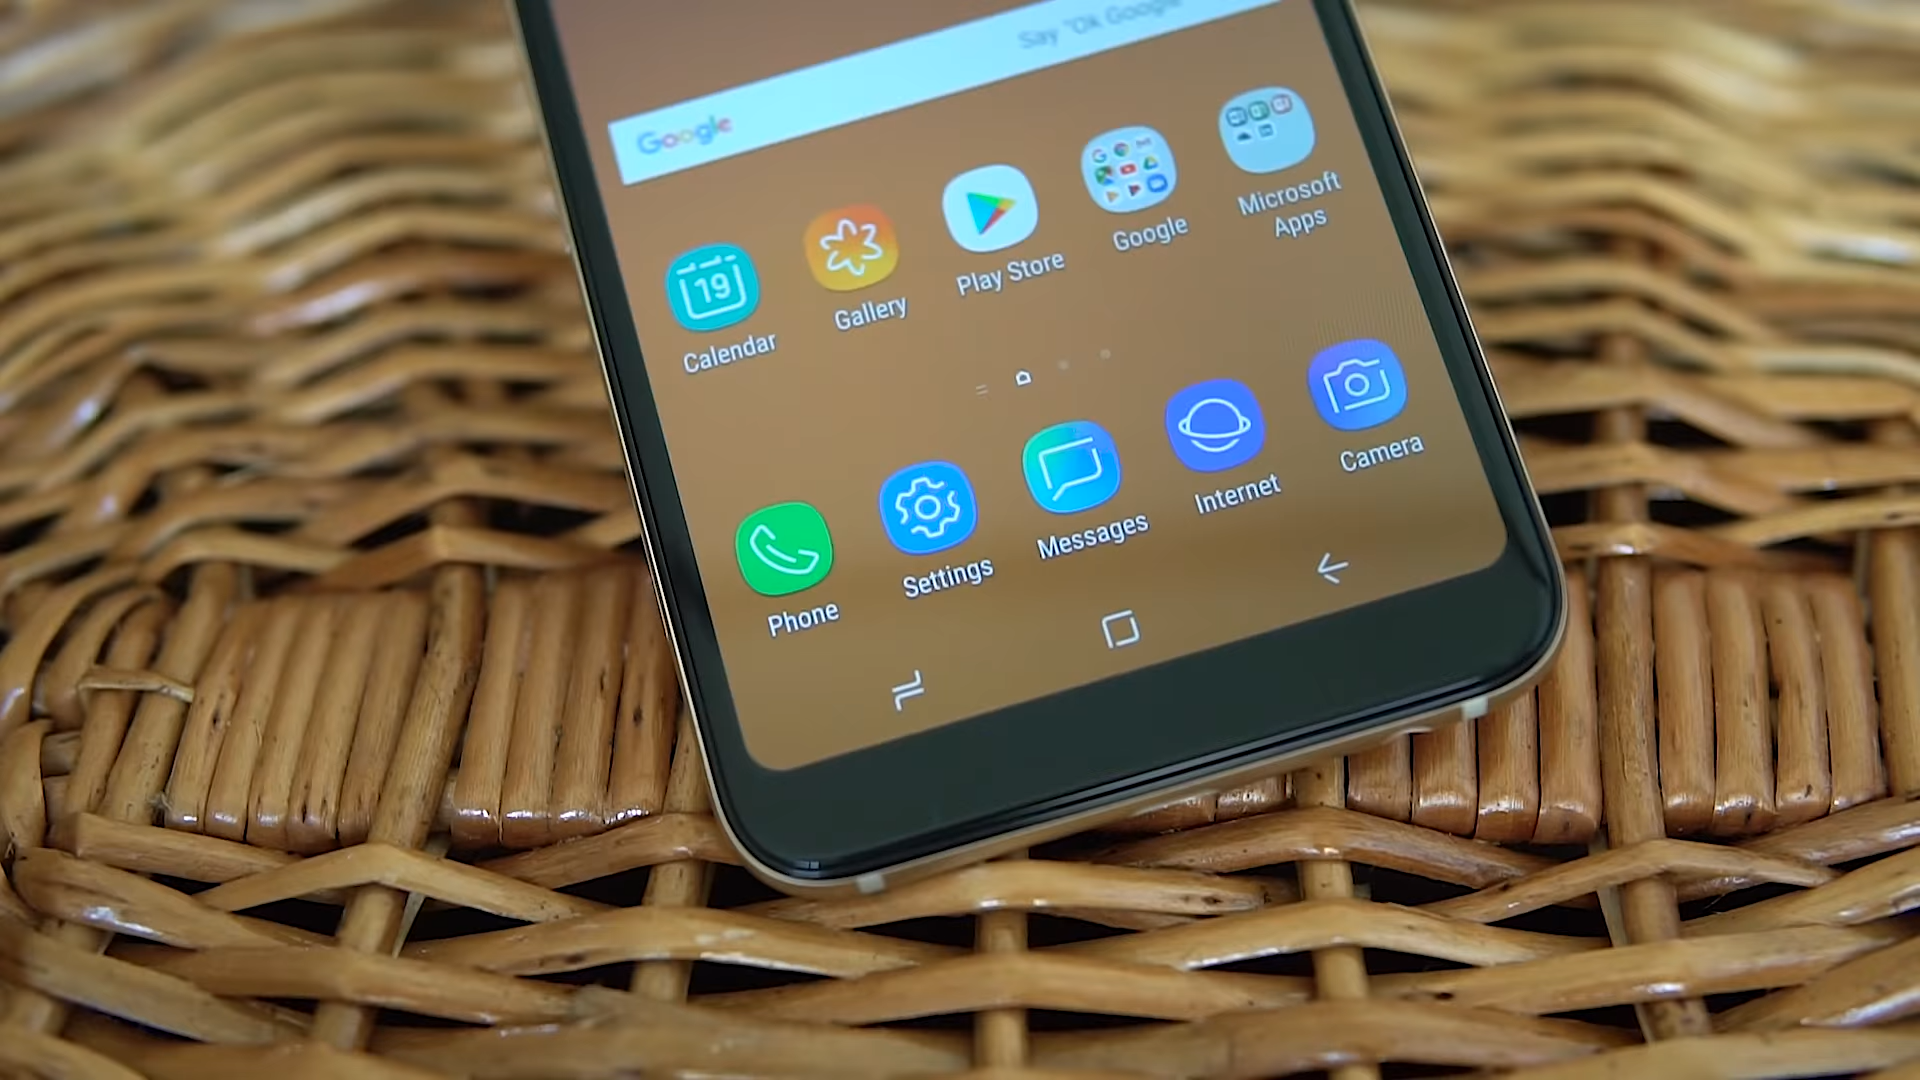 Google
Say "Ok Google"
19
Calendar
Gallery
Play Store
Google
Microsoft
Apps
Phone
Settings
Messages
Internet
Camera